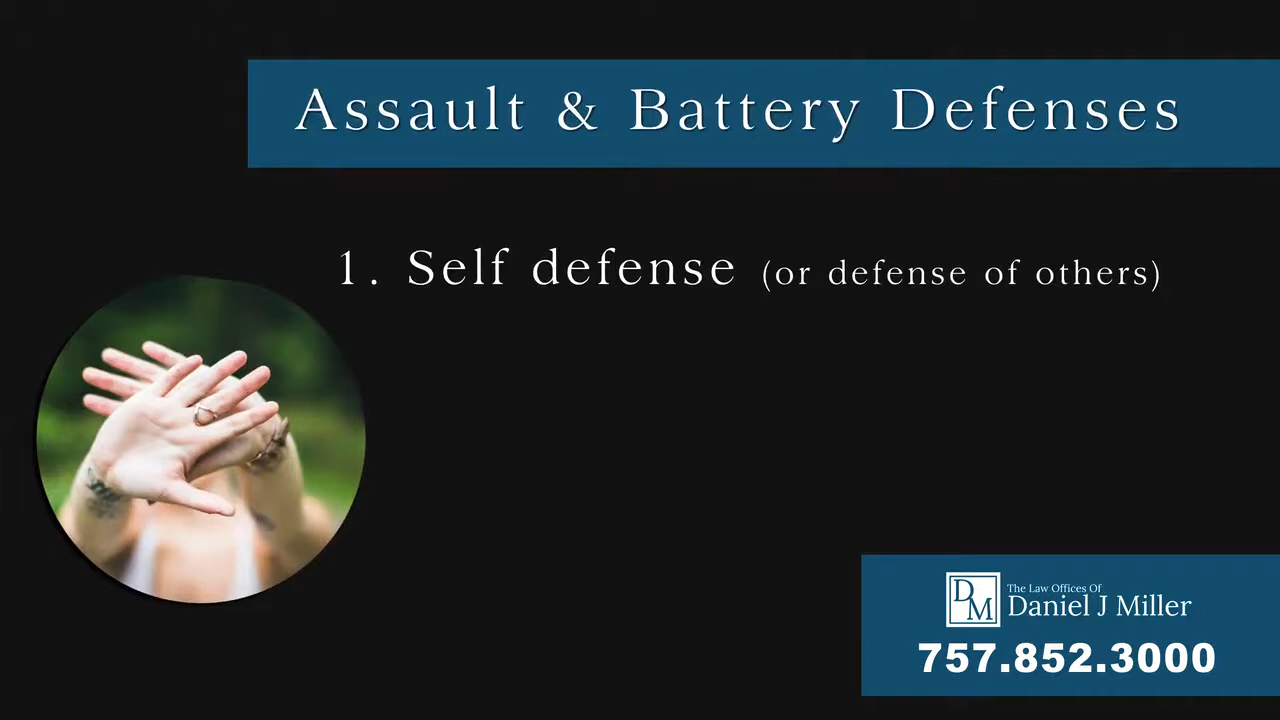 Assault & Battery Defenses
1. Self defense (or defense of others)
DM
The Law Offices Of
Daniel J Miller
757.852.3000